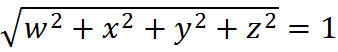 √(w² + x² + y² + z²) = 1